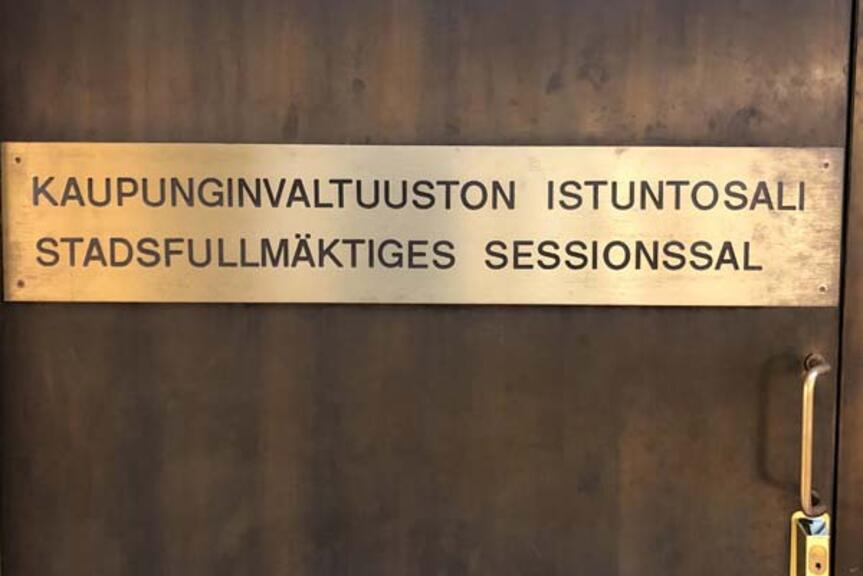 KAUPUNGINVALTUUSTON ISTUNTOSALI
STADSFULLMÄKTIGES SESSIONSSAL